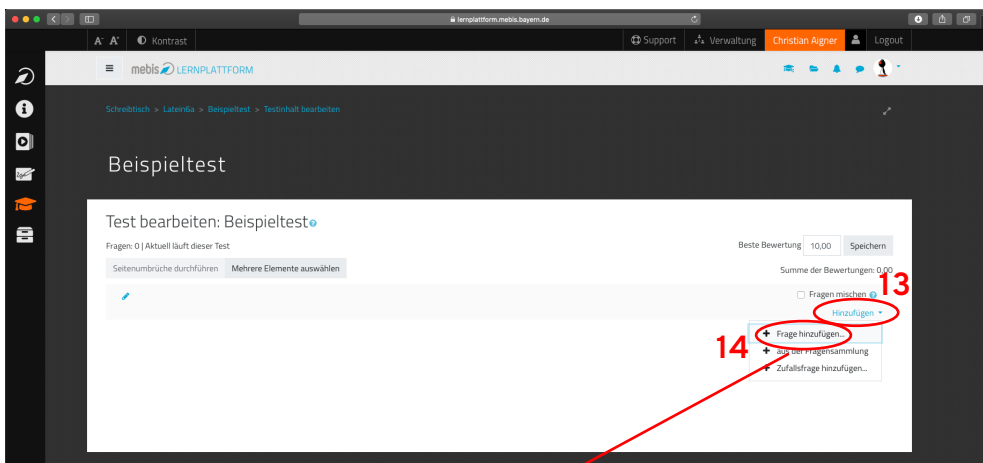 lernplattform.mebis.bayern.de
A- A+ Kontrast Support Verwaltung Christian Aigner Logout
mebis LERNPLATTFORM
Schreibtisch > Latein6a > Beispieltest > Testinhalt bearbeiten
Beispieltest
Test bearbeiten: Beispieltest
Fragen: 0 | Aktuell läuft dieser Test
Beste Bewertung 10,00 Speichern
Seitenumbrüche durchführen Mehrere Elemente auswählen
Summe der Bewertungen: 0,00
Fragen mischen
13
Hinzufügen
14
+ Frage hinzufügen...
+ aus der Fragensammlung
+ Zufallsfrage hinzufügen...